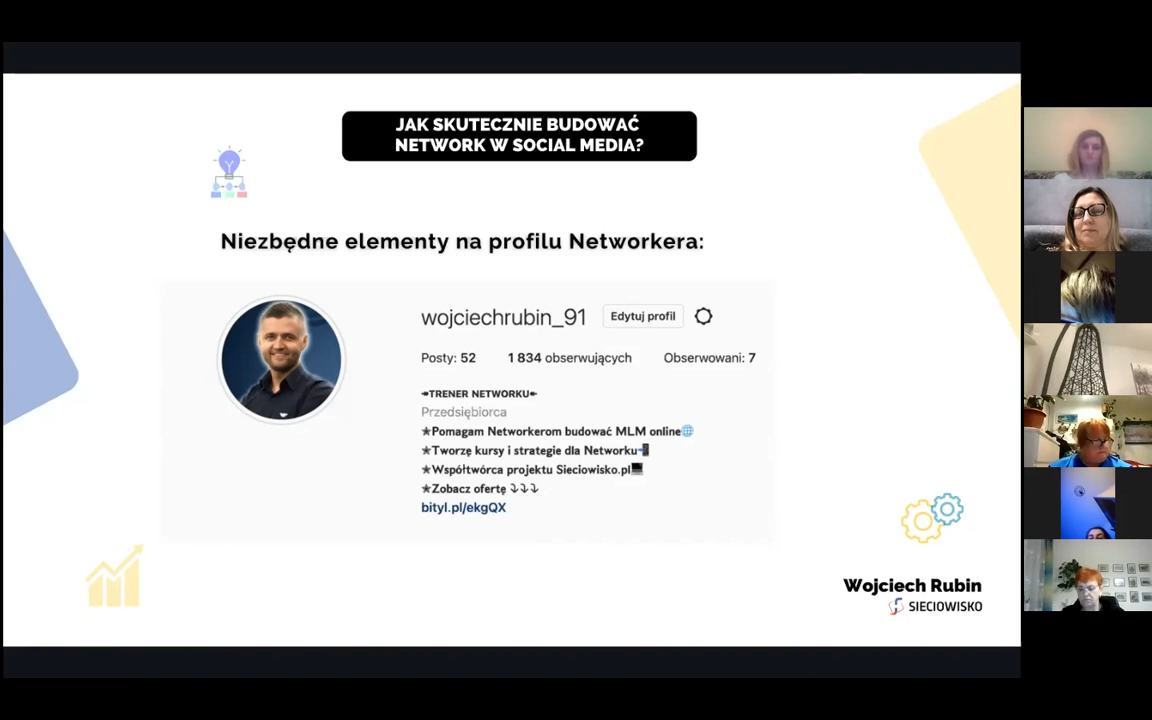 JAK SKUTECZNIE BUDOWAĆ
NETWORK W SOCIAL MEDIA?
Niezbędne elementy na profilu Networkera:
wojciechrubin_91 Edytuj profil
Posty: 52 1 834 obserwujących Obserwowani: 7
↠TRENER NETWORKU↞
Przedsiębiorca
★Pomagam Networkerom budować MLM online🌐
★Tworzę kursy i strategie dla Networku📲
★Współtwórca projektu Sieciowisko.pl💻
★Zobacz ofertę ⤵⤵⤵
bityl.pl/ekgQX
Wojciech Rubin
SIECIOWISKO